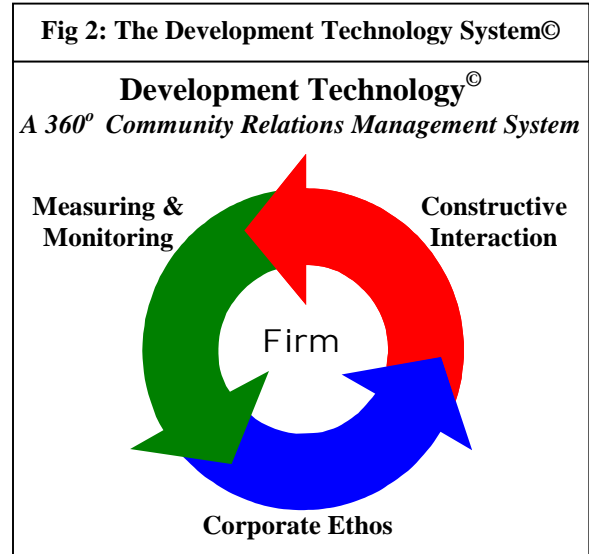 Fig 2: The Development Technology System©
Development Technology©
A 360° Community Relations Management System
Measuring &
Monitoring
Constructive
Interaction
Firm
Corporate Ethos